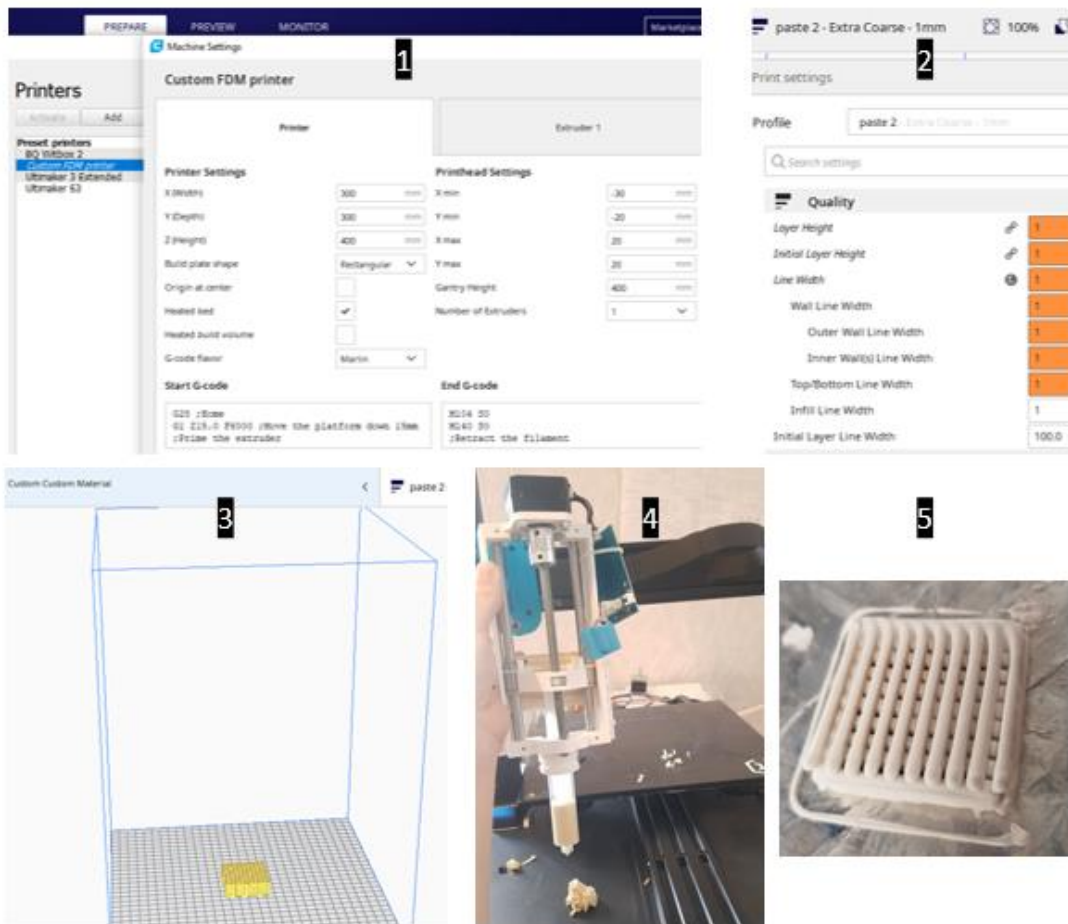 PREPARE PREVIEW MONITOR Marketplace
1
Machine Settings
Printers
Custom FDM printer
Activate Add
Printer Extruder 1
Preset printers
BQ Witbox 2
Custom FDM printer
Ultimaker 3 Extended
Ultimaker S3
Printer Settings Printhead Settings
X (Width) 300 mm X min -20 mm
Y (Depth) 300 mm Y min -20 mm
Z (Height) 400 mm X max 20 mm
Build plate shape Rectangular Y max 20 mm
Origin at center Gantry Height 400 mm
Heated bed Number of Extruders 1
Heated build volume
G-code flavor Marlin
Start G-code End G-code
G28 ;Home M104 S0
G1 Z15.0 F6000 ;Move the platform down 15mm M140 S0
;Prime the extruder ;Retract the filament
paste 2 - Extra Coarse - 1mm 100%
2
Print settings
Profile paste 2 - Extra Coarse - 1mm
Search settings
Quality
Layer Height 1
Initial Layer Height 1
Line Width 1
Wall Line Width 1
Outer Wall Line Width 1
Inner Wall(s) Line Width 1
Top/Bottom Line Width 1
Infill Line Width 1
Initial Layer Line Width 100.0
Custom Custom Material paste 2
3
4
5